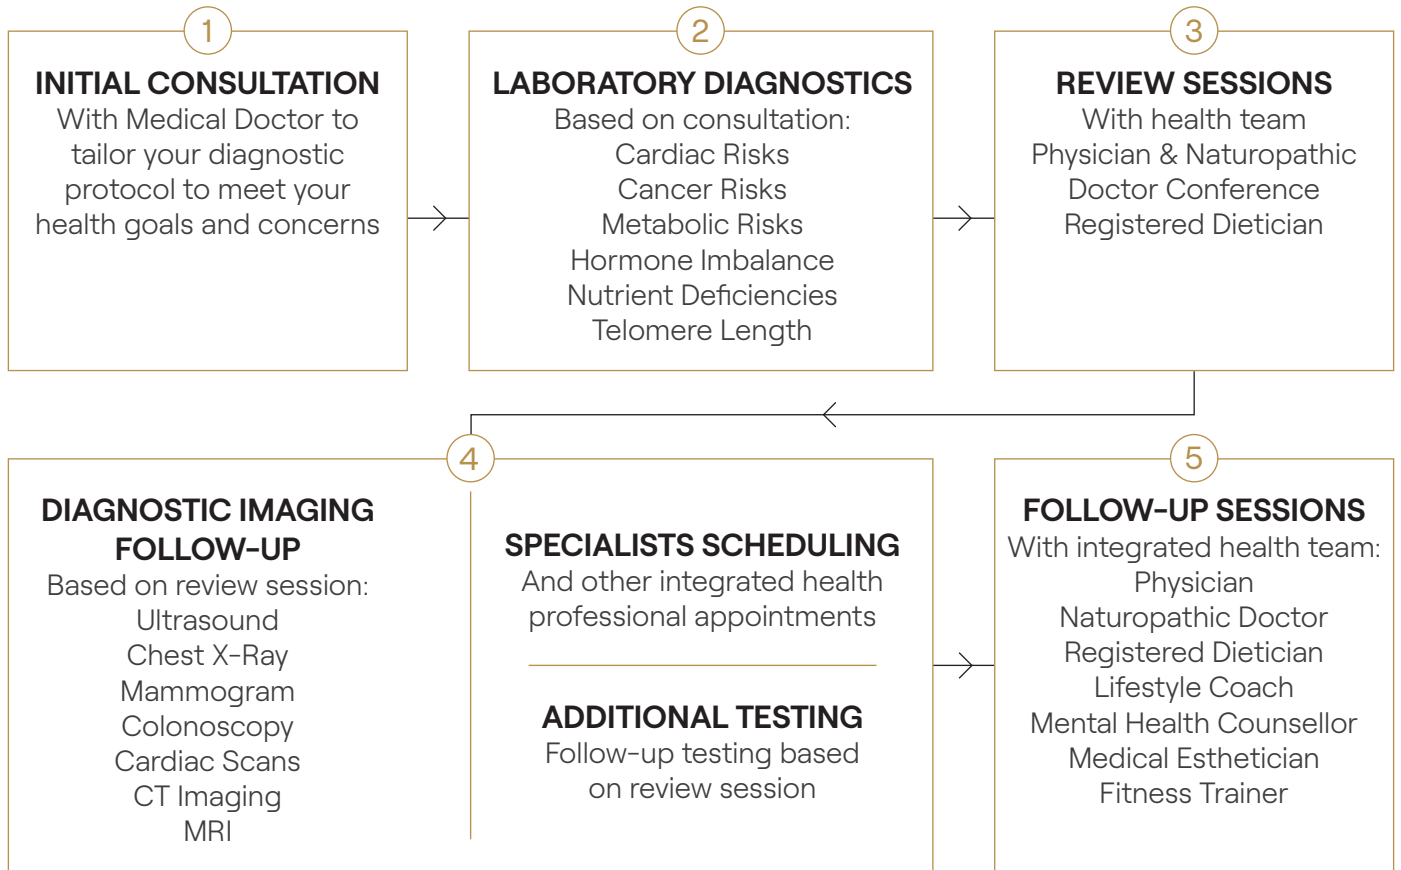 1
INITIAL CONSULTATION
With Medical Doctor to
tailor your diagnostic
protocol to meet your
health goals and concerns
2
LABORATORY DIAGNOSTICS
Based on consultation:
Cardiac Risks
Cancer Risks
Metabolic Risks
Hormone Imbalance
Nutrient Deficiencies
Telomere Length
3
REVIEW SESSIONS
With health team
Physician & Naturopathic
Doctor Conference
Registered Dietician
4
DIAGNOSTIC IMAGING
FOLLOW-UP
Based on review session:
Ultrasound
Chest X-Ray
Mammogram
Colonoscopy
Cardiac Scans
CT Imaging
MRI
SPECIALISTS SCHEDULING
And other integrated health
professional appointments
ADDITIONAL TESTING
Follow-up testing based
on review session
5
FOLLOW-UP SESSIONS
With integrated health team:
Physician
Naturopathic Doctor
Registered Dietician
Lifestyle Coach
Mental Health Counsellor
Medical Esthetician
Fitness Trainer